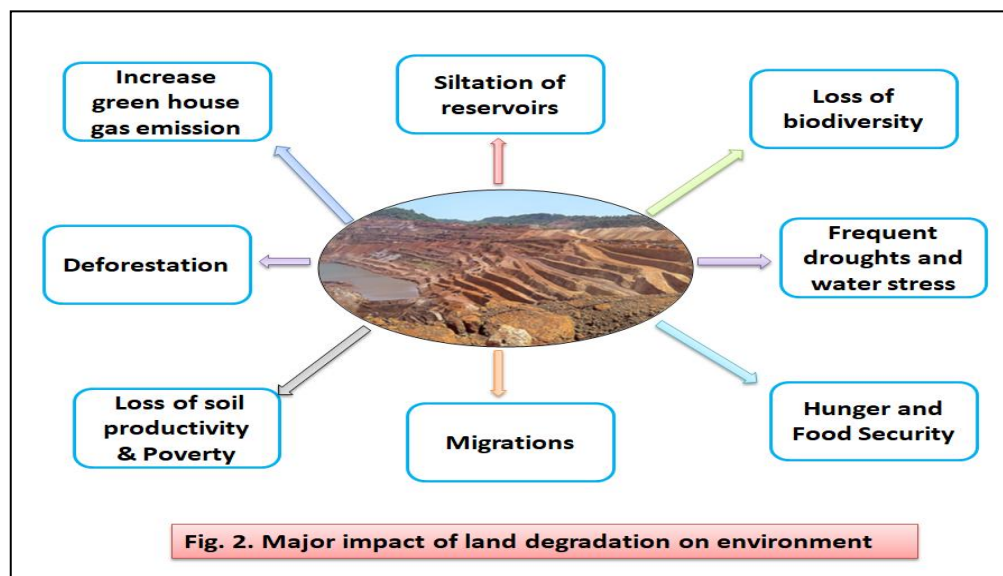 Increase
green house
gas emission
Siltation of
reservoirs
Loss of
biodiversity
Deforestation
Frequent
droughts and
water stress
Loss of soil
productivity
& Poverty
Migrations
Hunger and
Food Security
Fig. 2. Major impact of land degradation on environment